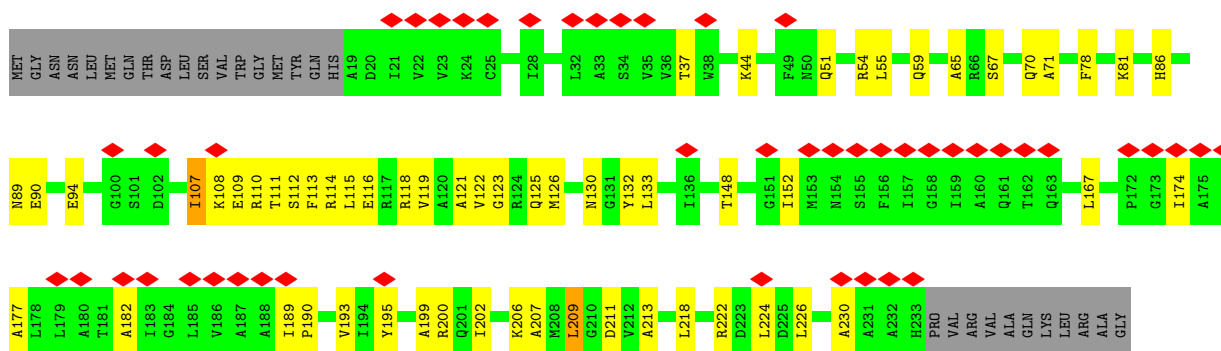 MET GLY ASN ASN LEU MET GLN THR ASP LEU SER VAL TRP GLY MET TYR GLN HIS A19 D20 I21 V22 V23 K24 C25 I28 L32 A33 S34 V35 V36 T37 W38 K44 F49 N50 Q51 R54 L55 Q59 A65 R66 S67 Q70 A71 F78 K81 H86
N89 E90 E94 G100 S101 D102 I107 K108 E109 R110 T111 S112 F113 R114 L115 E116 R117 R118 V119 A120 A121 V122 G123 R124 Q125 M126 N130 G131 Y132 L133 I136 T148 G151 I152 M153 N154 S155 F156 I157 G158 I159 A160 Q161 T162 Q163 L167 P172 G173 I174 A175
A177 L178 L179 A180 T181 A182 I183 G184 L185 V186 A187 A188 I189 P190 V193 I194 Y195 A199 R200 Q201 I202 K206 A207 M208 L209 G210 D211 V212 A213 L218 R222 D223 L224 D225 L226 A230 A231 A232 H233 PRO VAL ARG VAL ALA GLN LYS LEU ARG ALA GLY